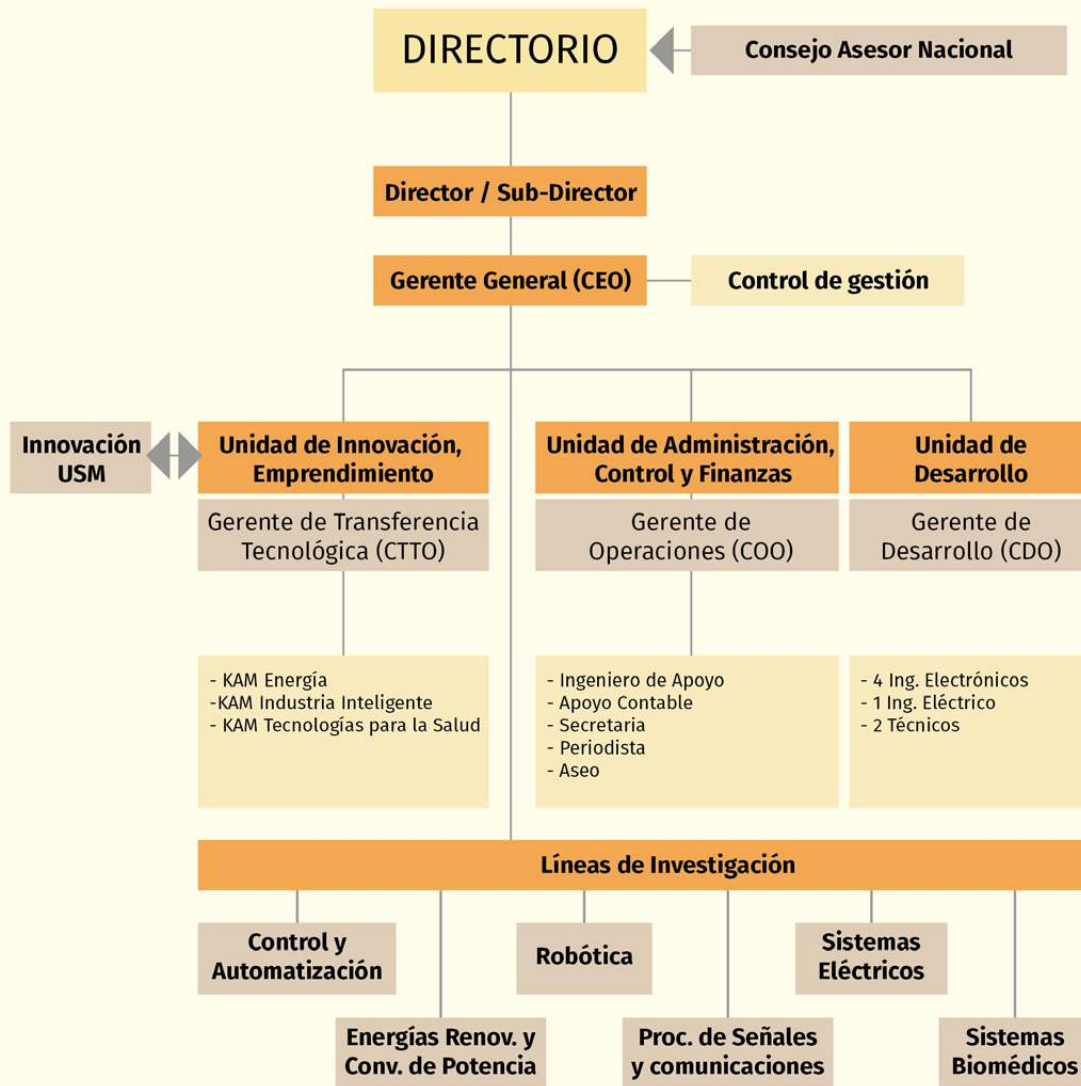 DIRECTORIO
Consejo Asesor Nacional
Director / Sub-Director
Gerente General (CEO)
Control de gestión
Innovación
USM
Unidad de Innovación,
Emprendimiento
Gerente de Transferencia
Tecnológica (CTTO)
- KAM Energía
-KAM Industria Inteligente
- KAM Tecnologías para la Salud
Unidad de Administración,
Control y Finanzas
Gerente de
Operaciones (COO)
- Ingeniero de Apoyo
- Apoyo Contable
- Secretaria
- Periodista
- Aseo
Unidad de
Desarrollo
Gerente de
Desarrollo (CDO)
- 4 Ing. Electrónicos
- 1 Ing. Eléctrico
- 2 Técnicos
Líneas de Investigación
Control y
Automatización
Energías Renov. y
Conv. de Potencia
Robótica
Proc. de Señales
y comunicaciones
Sistemas
Eléctricos
Sistemas
Biomédicos